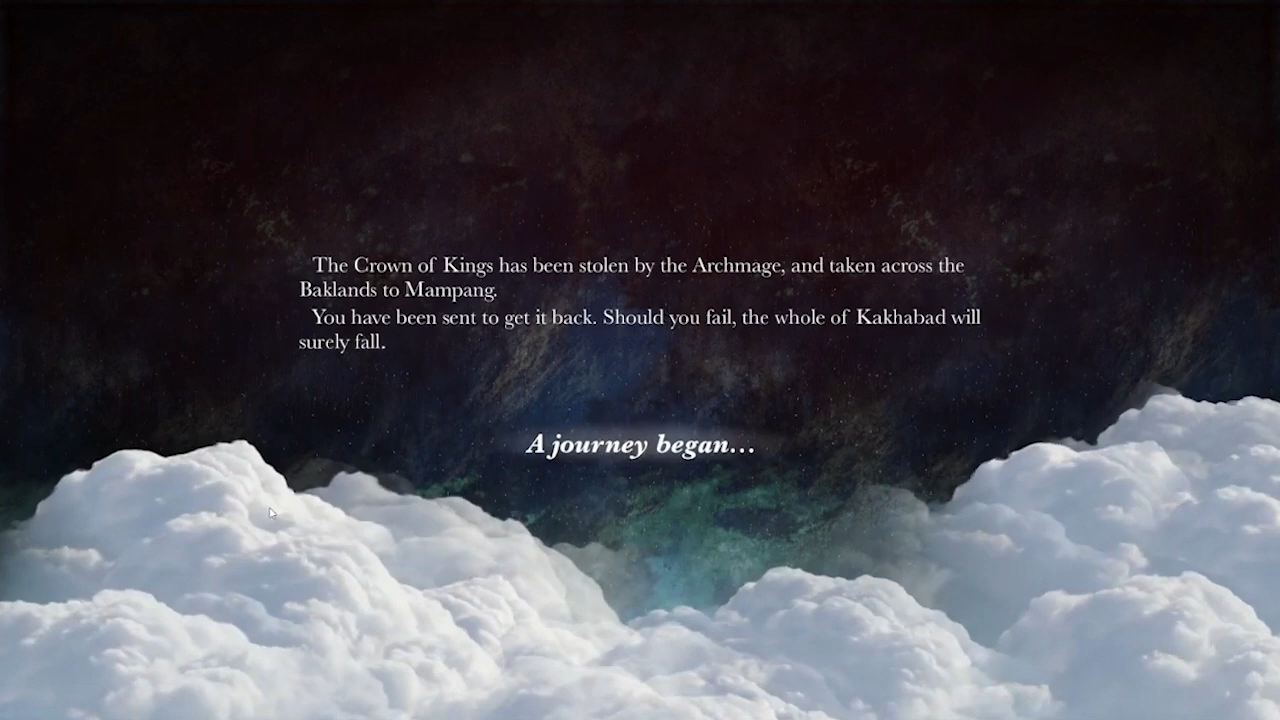 The Crown of Kings has been stolen by the Archmage, and taken across the
Baklands to Mampang.
You have been sent to get it back. Should you fail, the whole of Kakhabad will
surely fall.
A journey began...